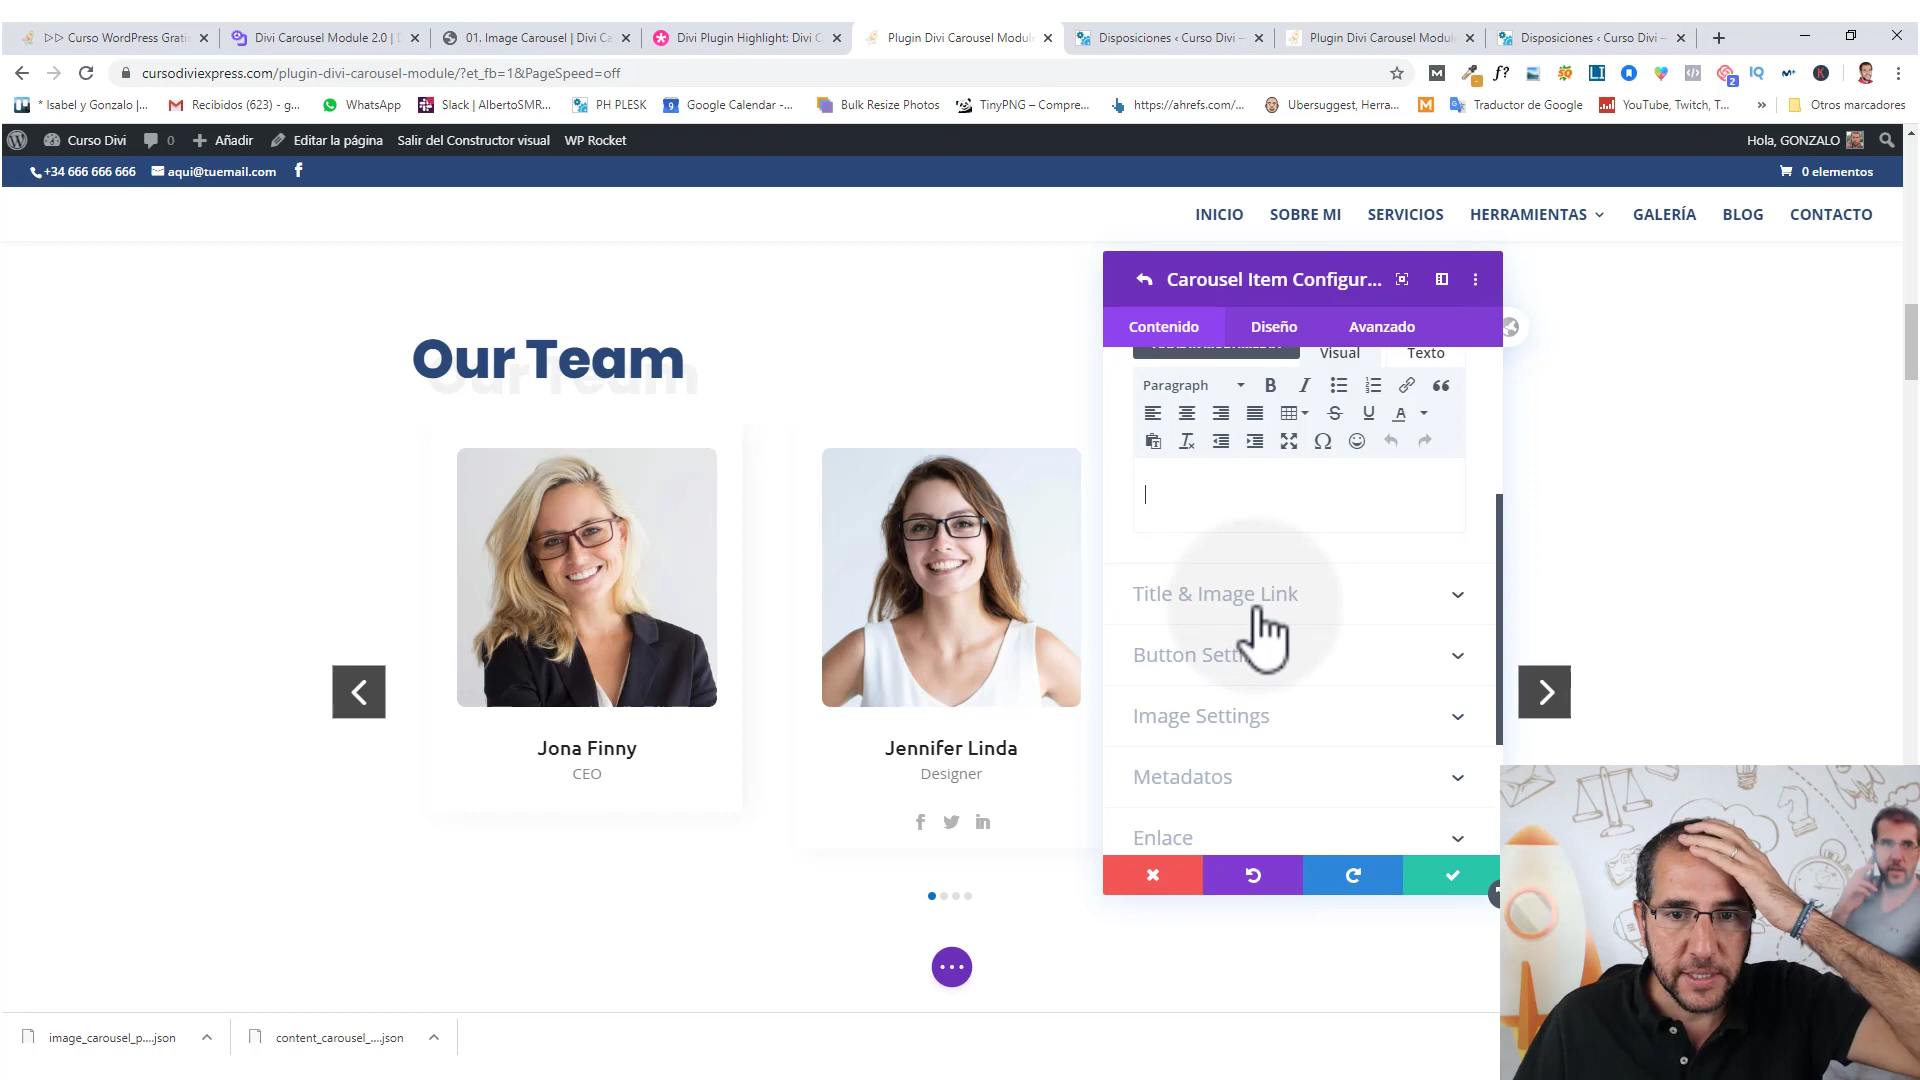 ▷▷ Curso WordPress Gratis
Divi Carousel Module 2.0 | D
01. Image Carousel | Divi Ca
Divi Plugin Highlight: Divi C
Plugin Divi Carousel Module
Disposiciones ‹ Curso Divi —
Plugin Divi Carousel Module
Disposiciones ‹ Curso Divi —
cursodiviexpress.com/plugin-divi-carousel-module/?et_fb=1&PageSpeed=off
* Isabel y Gonzalo |...
Recibidos (623) - g...
WhatsApp
Slack | AlbertoSMR...
PH PLESK
Google Calendar -...
Bulk Resize Photos
TinyPNG – Compre...
https://ahrefs.com/...
Ubersuggest, Herra...
Traductor de Google
YouTube, Twitch, T...
»
Otros marcadores
Curso Divi
0
Añadir
Editar la página
Salir del Constructor visual
WP Rocket
Hola, GONZALO
+34 666 666 666
aqui@tuemail.com
0 elementos
INICIO
SOBRE MI
SERVICIOS
HERRAMIENTAS
GALERÍA
BLOG
CONTACTO
Our Team
Jona Finny
CEO
Jennifer Linda
Designer
Carousel Item Configur...
Contenido
Diseño
Avanzado
Visual
Texto
Paragraph
Title & Image Link
Button Setti
Image Settings
Metadatos
Enlace
image_carousel_p....json
content_carousel_....json